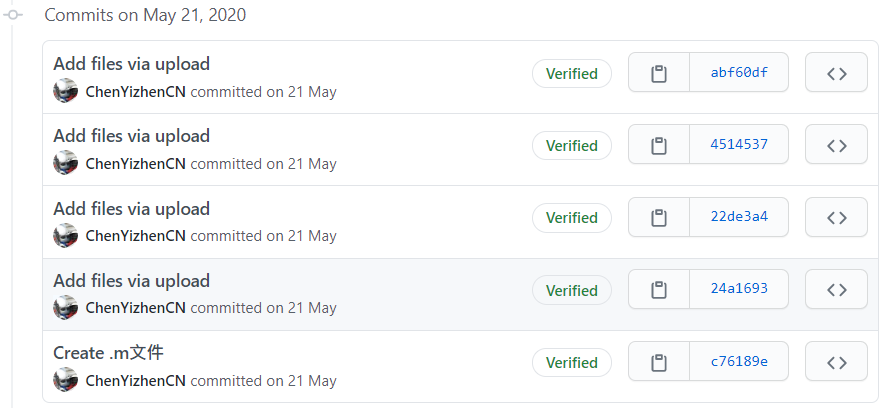 Commits on May 21, 2020
Add files via upload
ChenYizhenCN committed on 21 May
Verified
abf60df
Add files via upload
ChenYizhenCN committed on 21 May
Verified
4514537
Add files via upload
ChenYizhenCN committed on 21 May
Verified
22de3a4
Add files via upload
ChenYizhenCN committed on 21 May
Verified
24a1693
Create .m文件
ChenYizhenCN committed on 21 May
Verified
c76189e